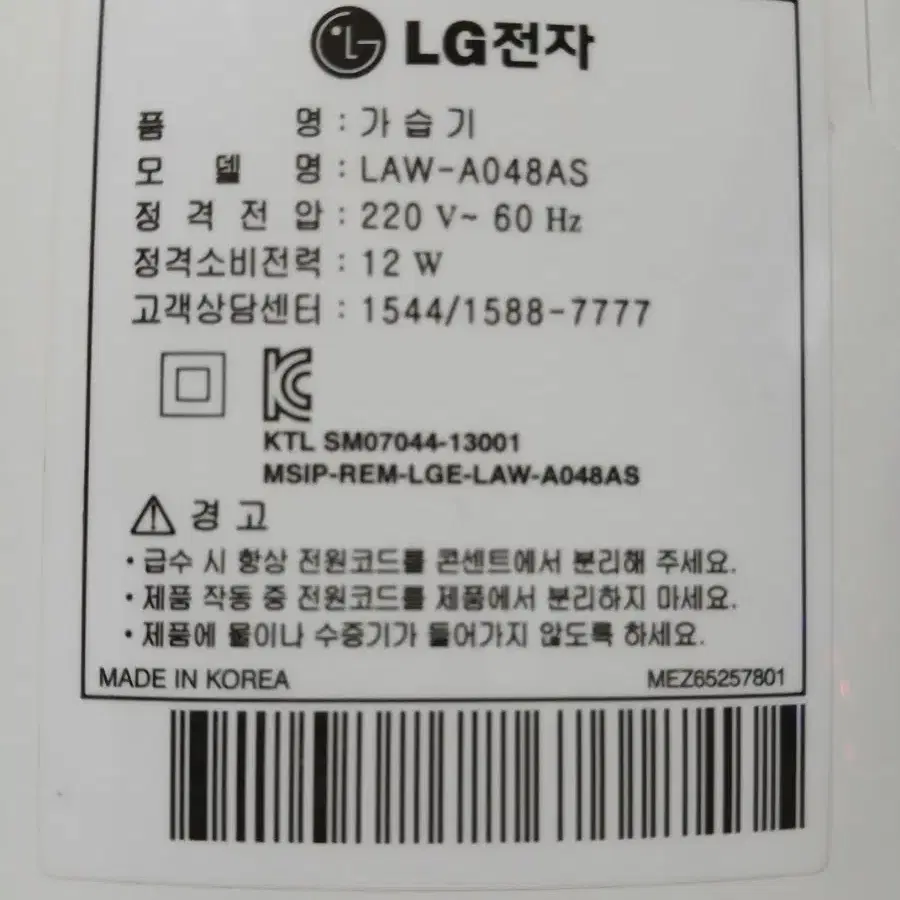 LG전자
품 명 : 가습기
모 델 명 : LAW-A048AS
정 격 전 압 : 220 V~ 60 Hz
정격소비전력 : 12 W
고객상담센터 : 1544/1588-7777
KC
KTL SM07044-13001
MSIP-REM-LGE-LAW-A048AS
경 고
· 급수 시 항상 전원코드를 콘센트에서 분리해 주세요.
· 제품 작동 중 전원코드를 제품에서 분리하지 마세요.
· 제품에 물이나 수증기가 들어가지 않도록 하세요.
MADE IN KOREA
MEZ65257801